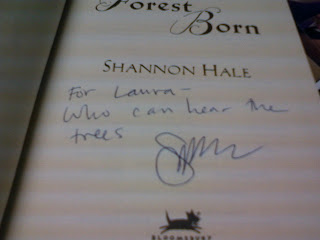 Forest
Born
SHANNON HALE
For Laura-
Who can hear the
trees
BLOOMSBURY